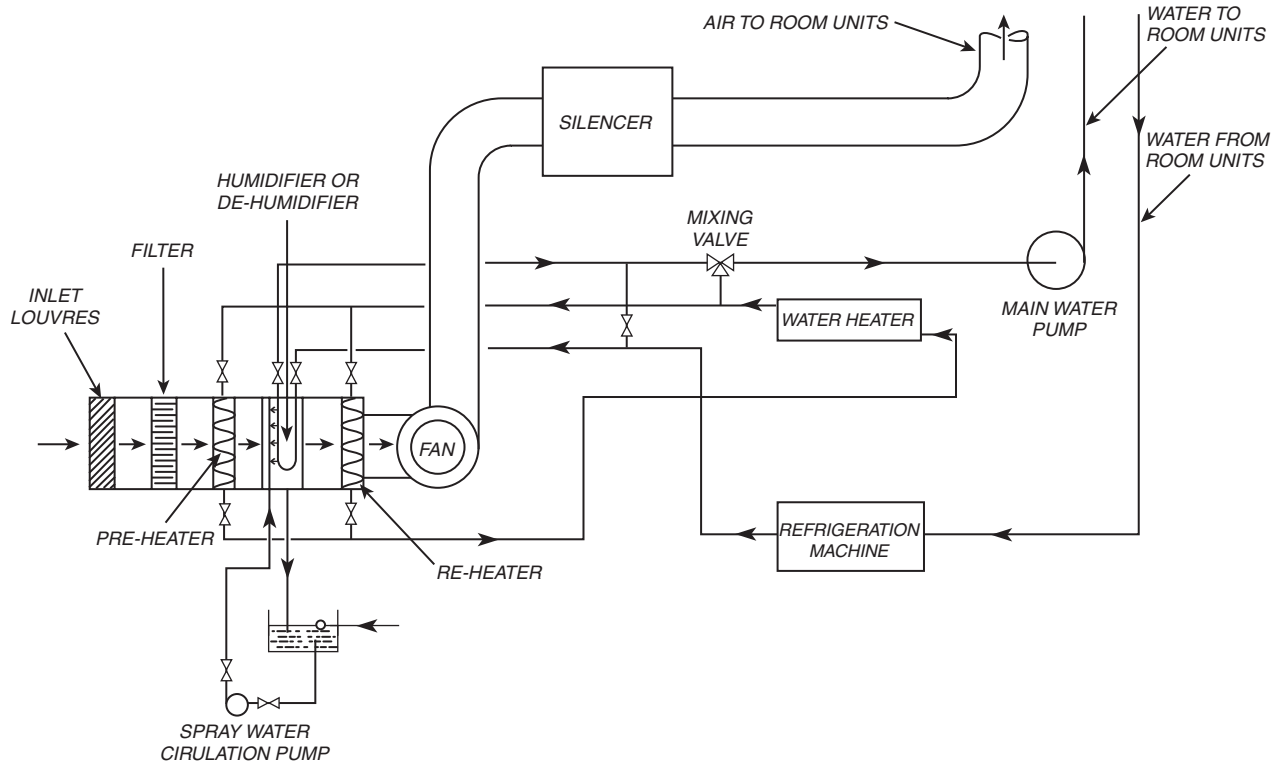 AIR TO ROOM UNITS
WATER TO
ROOM UNITS
SILENCER
WATER FROM
ROOM UNITS
HUMIDIFIER OR
DE-HUMIDIFIER
MIXING
VALVE
FILTER
INLET
LOUVRES
WATER HEATER
MAIN WATER
PUMP
FAN
PRE-HEATER
REFRIGERATION
MACHINE
RE-HEATER
SPRAY WATER
CIRULATION PUMP